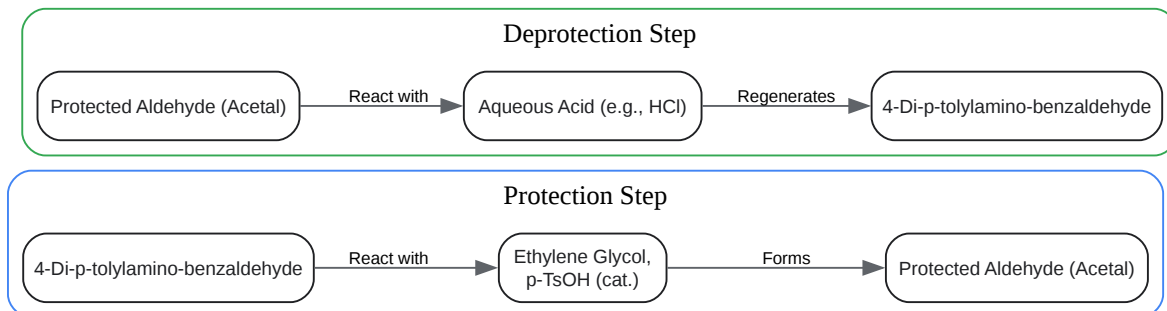 Deprotection Step
Protected Aldehyde (Acetal)
React with
Aqueous Acid (e.g., HCl)
Regenerates
4-Di-p-tolylamino-benzaldehyde
Protection Step
4-Di-p-tolylamino-benzaldehyde
React with
Ethylene Glycol,
p-TsOH (cat.)
Forms
Protected Aldehyde (Acetal)